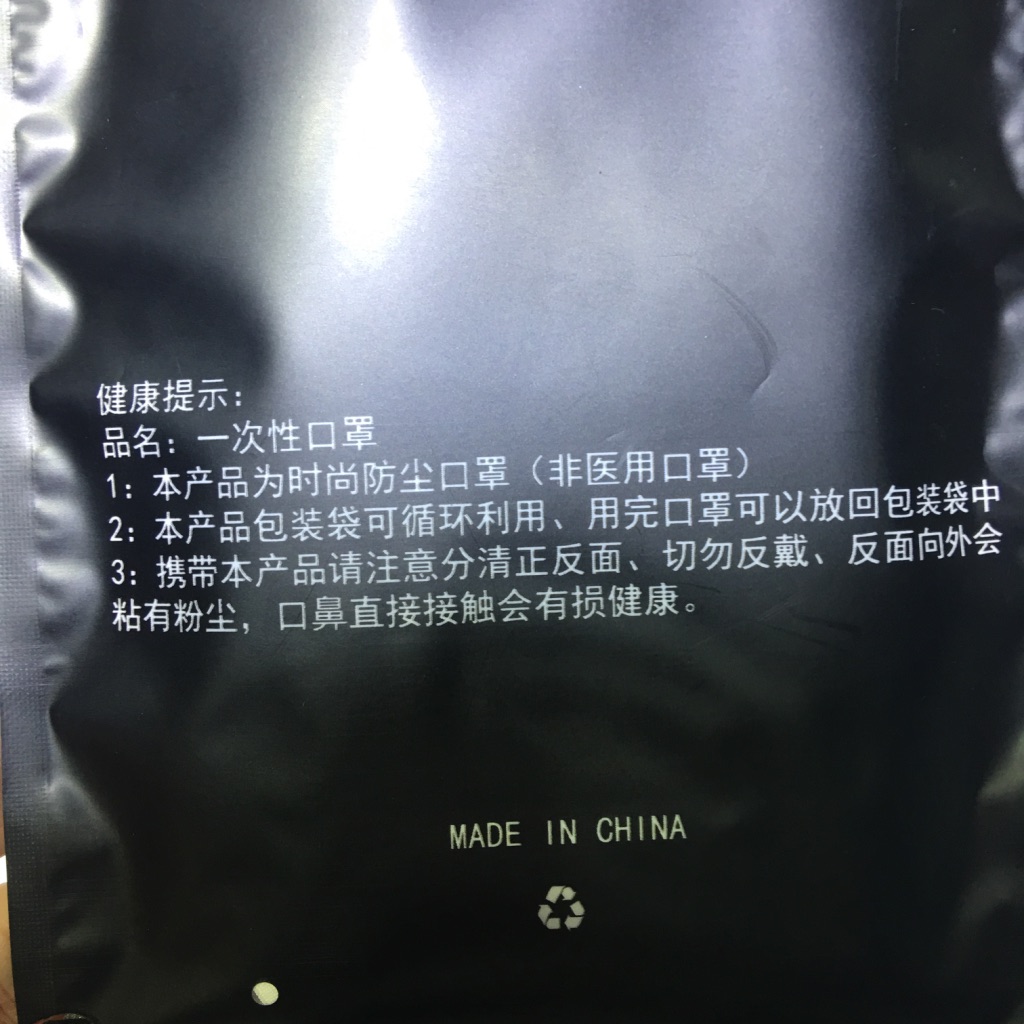 健康提示：
品名：一次性口罩
1：本产品为时尚防尘口罩（非医用口罩）
2：本产品包装袋可循环利用、用完口罩可以放回包装袋中
3：携带本产品请注意分清正反面、切勿反戴、反面向外会
粘有粉尘，口鼻直接接触会有损健康。
MADE IN CHINA